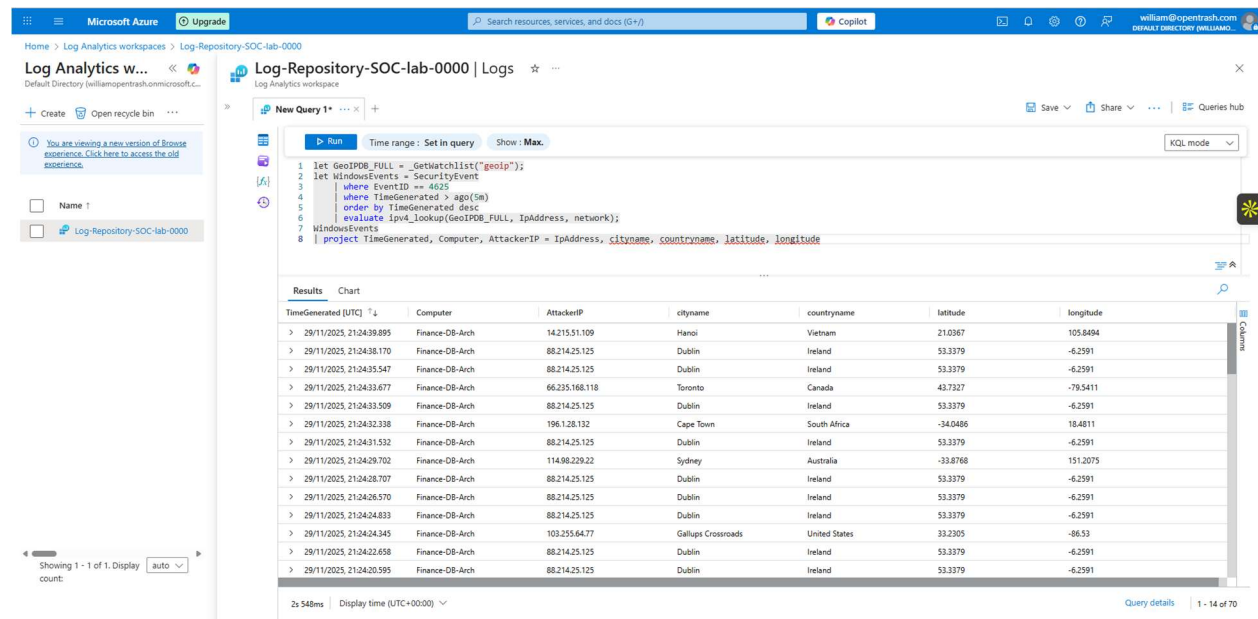 Microsoft Azure
Upgrade
Search resources, services, and docs (G+/)
Copilot
william@opentrash.com
DEFAULT DIRECTORY (WILLIAMO...
Home > Log Analytics workspaces > Log-Repository-SOC-lab-0000
Log Analytics w...
Default Directory (williamopentrash.onmicrosoft.c...
+ Create Open recycle bin ...
You are viewing a new version of Browse
experience. Click here to access the old
experience.
Name ↑
Log-Repository-SOC-lab-0000
Showing 1 - 1 of 1. Display auto
count:
Log-Repository-SOC-lab-0000 | Logs
Log Analytics workspace
New Query 1* ... × +
Save Share ... Queries hub
Run Time range : Set in query Show : Max. KQL mode
1 let GeoIPDB_FULL = _GetWatchlist("geoip");
2 let WindowsEvents = SecurityEvent
3 | where EventID == 4625
4 | where TimeGenerated > ago(5m)
5 | order by TimeGenerated desc
6 | evaluate ipv4_lookup(GeoIPDB_FULL, IpAddress, network);
7 WindowsEvents
8 | project TimeGenerated, Computer, AttackerIP = IpAddress, cityname, countryname, latitude, longitude
Results Chart
TimeGenerated [UTC] ↑↓ Computer AttackerIP cityname countryname latitude longitude
> 29/11/2025, 21:24:39.895 Finance-DB-Arch 14.215.51.109 Hanoi Vietnam 21.0367 105.8494
> 29/11/2025, 21:24:38.170 Finance-DB-Arch 88.214.25.125 Dublin Ireland 53.3379 -6.2591
> 29/11/2025, 21:24:35.547 Finance-DB-Arch 88.214.25.125 Dublin Ireland 53.3379 -6.2591
> 29/11/2025, 21:24:33.677 Finance-DB-Arch 66.235.168.118 Toronto Canada 43.7327 -79.5411
> 29/11/2025, 21:24:33.509 Finance-DB-Arch 88.214.25.125 Dublin Ireland 53.3379 -6.2591
> 29/11/2025, 21:24:32.338 Finance-DB-Arch 196.1.28.132 Cape Town South Africa -34.0486 18.4811
> 29/11/2025, 21:24:31.532 Finance-DB-Arch 88.214.25.125 Dublin Ireland 53.3379 -6.2591
> 29/11/2025, 21:24:29.702 Finance-DB-Arch 114.98.229.22 Sydney Australia -33.8768 151.2075
> 29/11/2025, 21:24:28.707 Finance-DB-Arch 88.214.25.125 Dublin Ireland 53.3379 -6.2591
> 29/11/2025, 21:24:26.570 Finance-DB-Arch 88.214.25.125 Dublin Ireland 53.3379 -6.2591
> 29/11/2025, 21:24:24.833 Finance-DB-Arch 88.214.25.125 Dublin Ireland 53.3379 -6.2591
> 29/11/2025, 21:24:24.345 Finance-DB-Arch 103.255.64.77 Gallups Crossroads United States 33.2305 -86.53
> 29/11/2025, 21:24:22.658 Finance-DB-Arch 88.214.25.125 Dublin Ireland 53.3379 -6.2591
> 29/11/2025, 21:24:20.595 Finance-DB-Arch 88.214.25.125 Dublin Ireland 53.3379 -6.2591
Columns
2s 548ms Display time (UTC+00:00) Query details 1 - 14 of 70